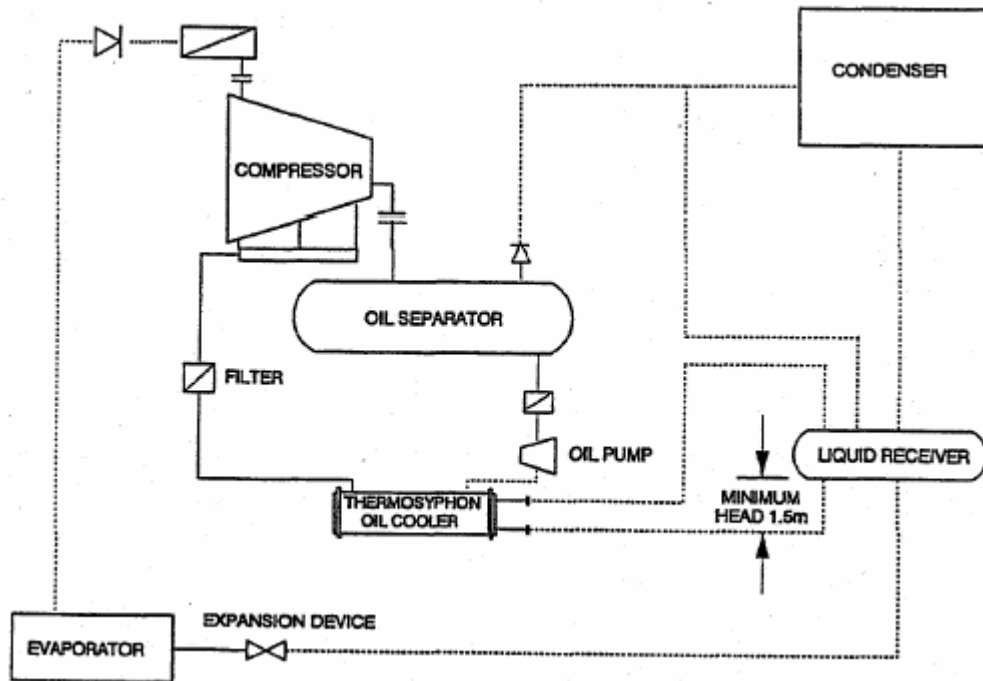 CONDENSER
COMPRESSOR
OIL SEPARATOR
FILTER
OIL PUMP
LIQUID RECEIVER
THERMOSYPHON
OIL COOLER
MINIMUM
HEAD 1.5m
EXPANSION DEVICE
EVAPORATOR